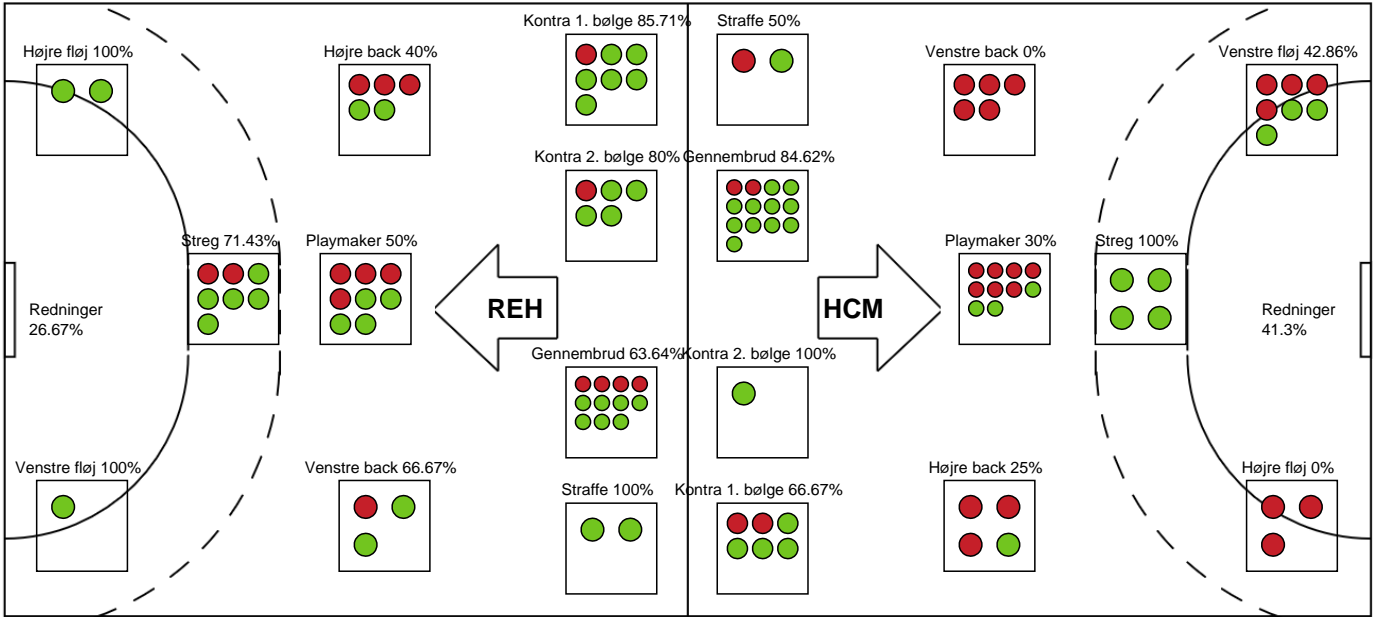 Kontra 1. bølge 85.71%
Straffe 50%
Højre fløj 100%
Højre back 40%
Venstre back 0%
Venstre fløj 42.86%
Kontra 2. bølge 80%
Gennembrud 84.62%
Streg 71.43%
Playmaker 50%
Playmaker 30%
Streg 100%
Redninger
26.67%
REH
HCM
Redninger
41.3%
Gennembrud 63.64%
Kontra 2. bølge 100%
Venstre fløj 100%
Venstre back 66.67%
Straffe 100%
Kontra 1. bølge 66.67%
Højre back 25%
Højre fløj 0%